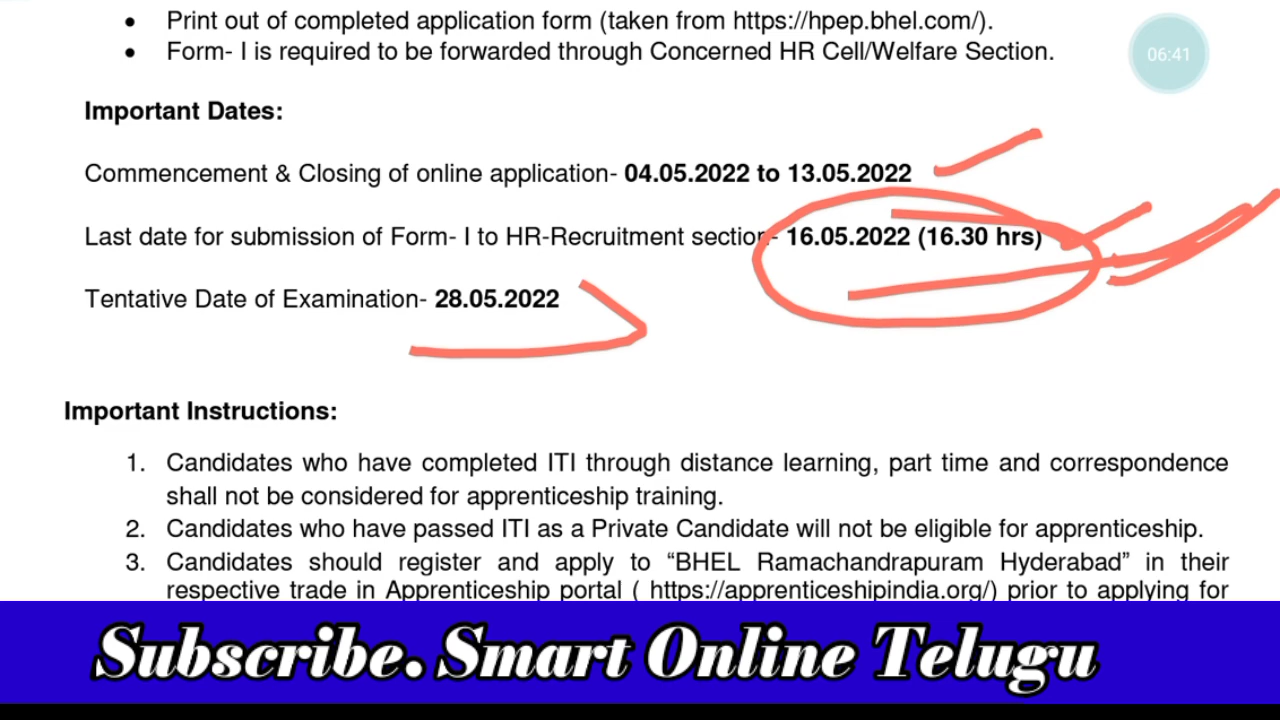 • Print out of completed application form (taken from https://hpep.bhel.com/).
• Form- I is required to be forwarded through Concerned HR Cell/Welfare Section.
06:41
Important Dates:
Commencement & Closing of online application- 04.05.2022 to 13.05.2022
Last date for submission of Form- I to HR-Recruitment section- 16.05.2022 (16.30 hrs)
Tentative Date of Examination- 28.05.2022
Important Instructions:
1. Candidates who have completed ITI through distance learning, part time and correspondence
shall not be considered for apprenticeship training.
2. Candidates who have passed ITI as a Private Candidate will not be eligible for apprenticeship.
3. Candidates should register and apply to “BHEL Ramachandrapuram Hyderabad” in their
respective trade in Apprenticeship portal ( https://apprenticeshipindia.org/) prior to applying for
Subscribe. Smart Online Telugu